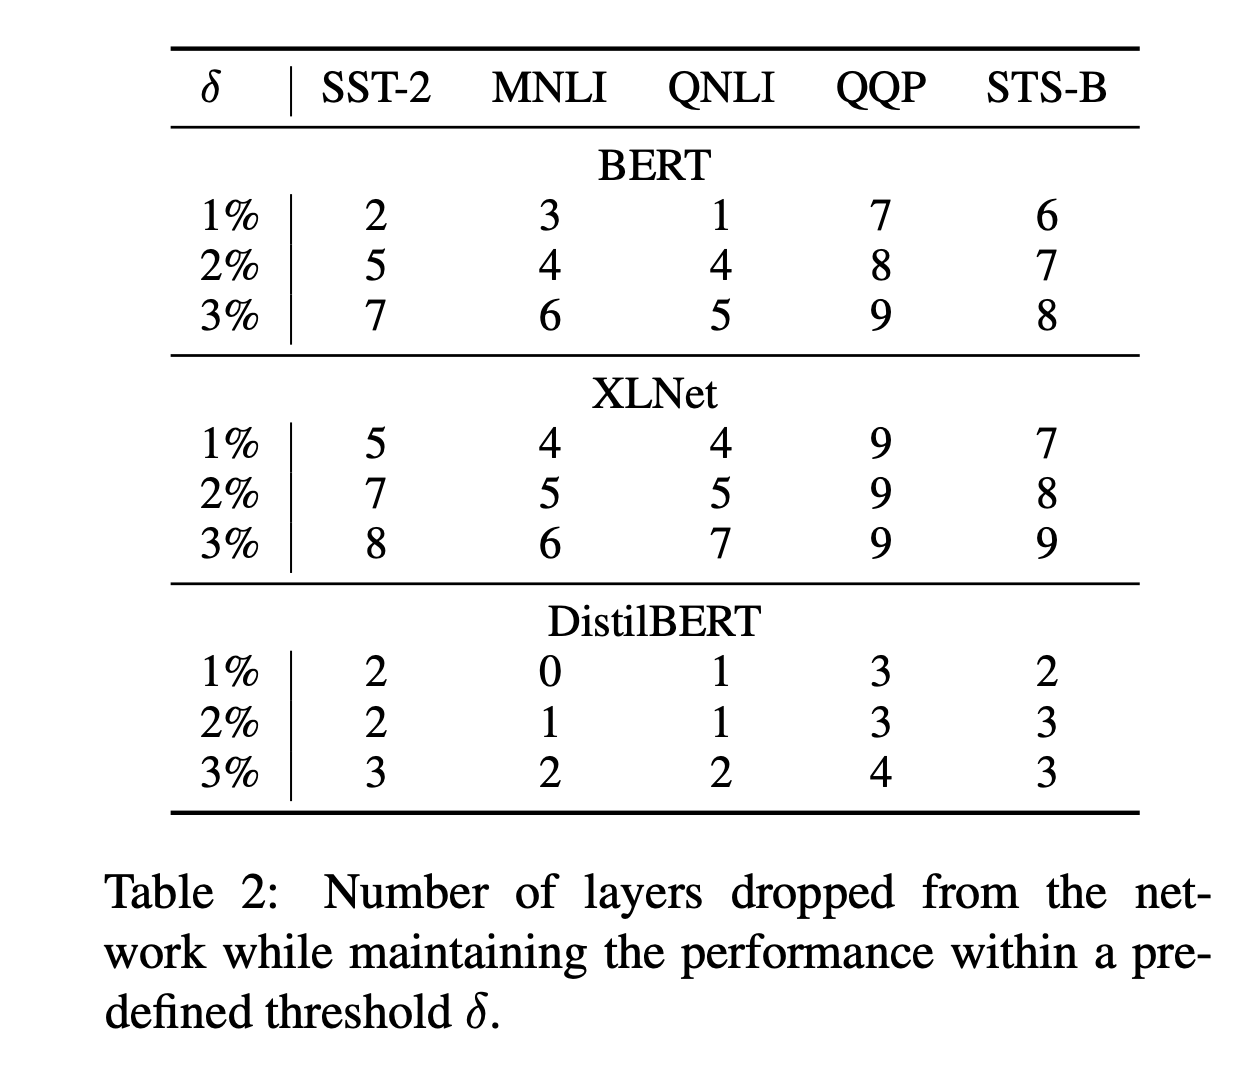 δ SST-2 MNLI QNLI QQP STS-B
BERT
1% 2 3 1 7 6
2% 5 4 4 8 7
3% 7 6 5 9 8
XLNet
1% 5 4 4 9 7
2% 7 5 5 9 8
3% 8 6 7 9 9
DistilBERT
1% 2 0 1 3 2
2% 2 1 1 3 3
3% 3 2 2 4 3
Table 2: Number of layers dropped from the net-
work while maintaining the performance within a pre-
defined threshold δ.